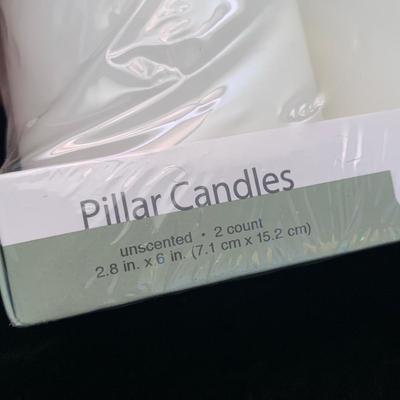 Pillar Candles
unscented • 2 count
2.8 in. x 6 in. (7.1 cm x 15.2 cm)